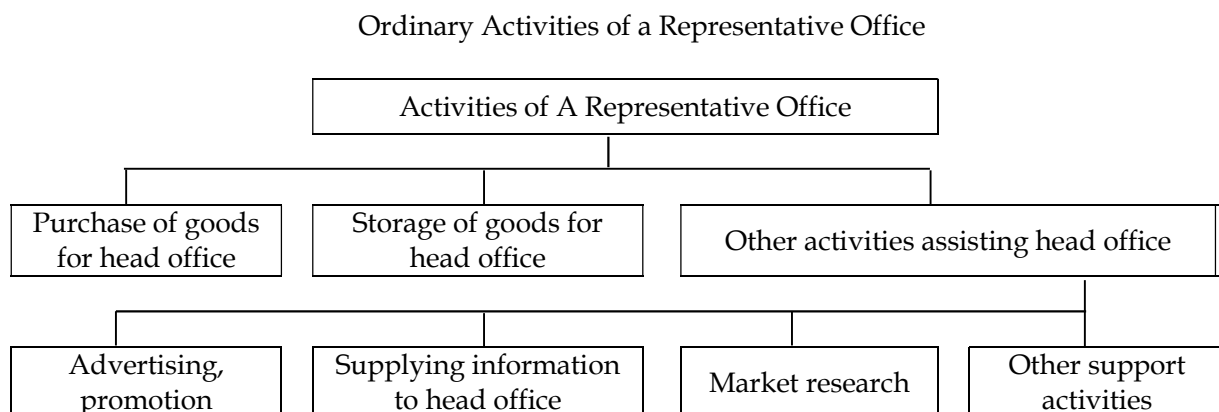 Ordinary Activities of a Representative Office
Activities of A Representative Office
Purchase of goods
for head office
Storage of goods for
head office
Other activities assisting head office
Advertising,
promotion
Supplying information
to head office
Market research
Other support
activities